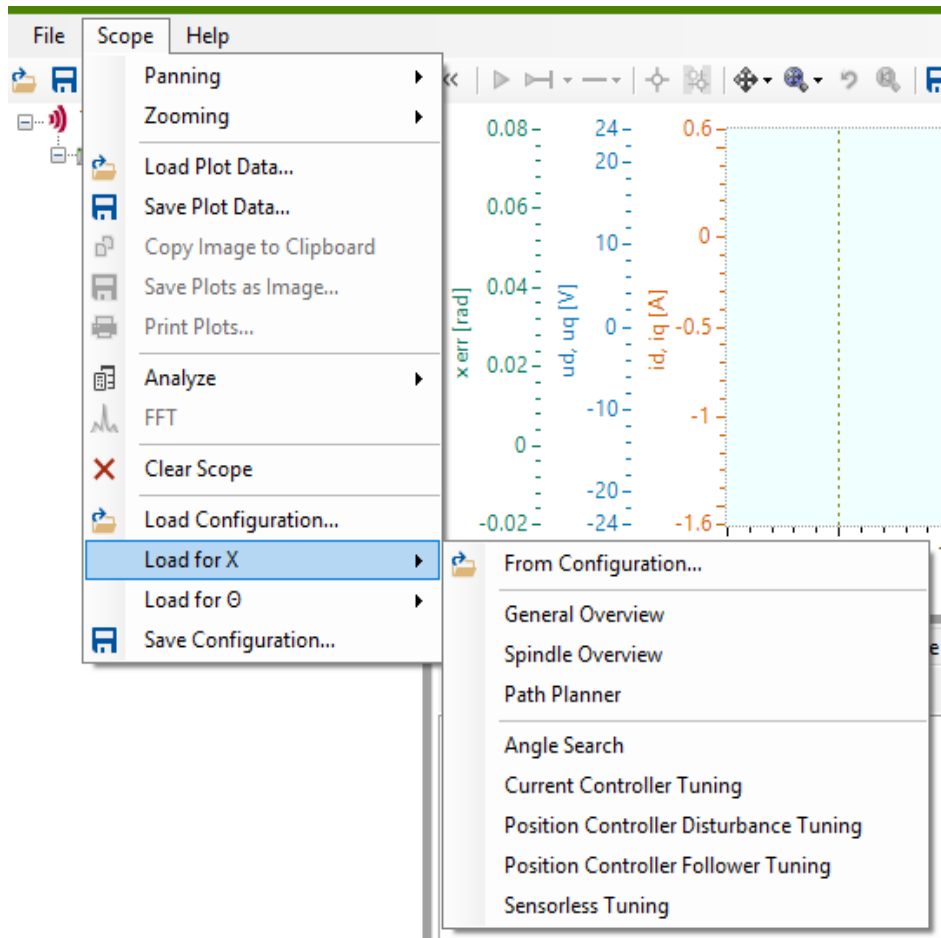 File Scope Help
Panning
Zooming
Load Plot Data...
Save Plot Data...
Copy Image to Clipboard
Save Plots as Image...
Print Plots...
Analyze
FFT
Clear Scope
Load Configuration...
Load for X
Load for Θ
Save Configuration...
From Configuration...
General Overview
Spindle Overview
Path Planner
Angle Search
Current Controller Tuning
Position Controller Disturbance Tuning
Position Controller Follower Tuning
Sensorless Tuning
x err [rad]
0.08
0.06
0.04
0.02
0
-0.02
ud, uq [V]
24
20
10
0
-10
-20
-24
id, iq [A]
0.6
0
-0.5
-1
-1.6